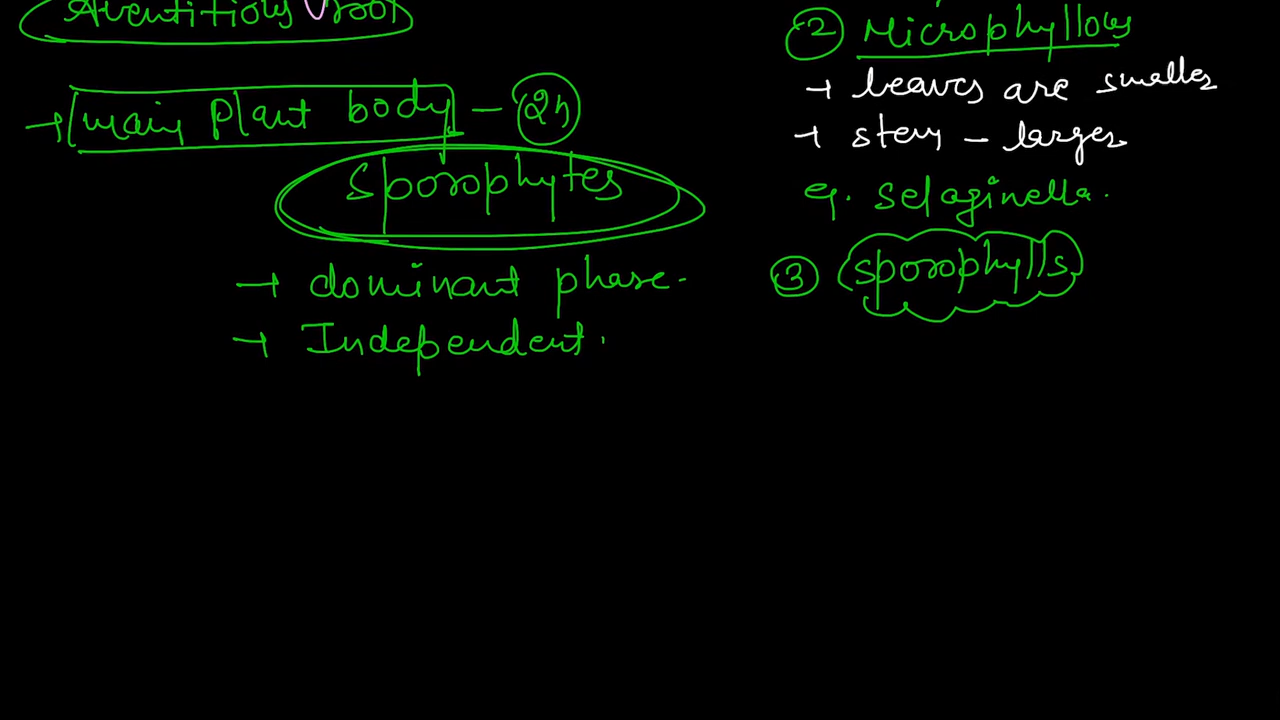 Aventitious root
→ main plant body - 2n
Sporophytes
→ dominant phase.
→ Independent.
② Microphyllous
→ leaves are smaller
→ stem - larger
eg. selaginella.
③ sporophylls